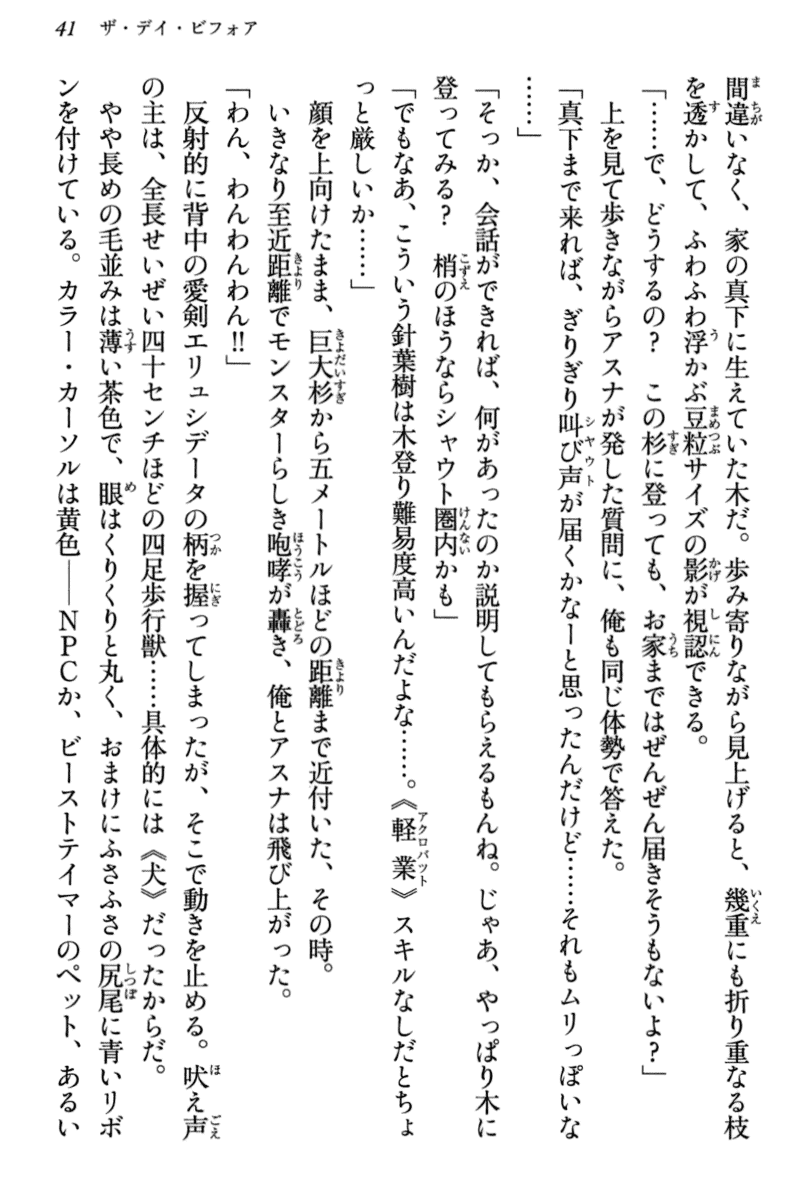 41 ザ・デイ・ビフォア
間違いなく、家の真下に生えていた木だ。歩み寄りながら見上げると、幾重にも折り重なる枝
を透かして、ふわふわ浮かぶ豆粒サイズの影が視認できる。
「……で、どうするの？　この杉に登っても、お家まではぜんぜん届きそうもないよ？」
上を見て歩きながらアスナが発した質問に、俺も同じ体勢で答えた。
「真下まで来れば、ぎりぎり叫び声が届くかなーと思ったんだけど……それもムリっぽいな
……」
「そっか、会話ができれば、何があったのか説明してもらえるもんね。じゃあ、やっぱり木に
登ってみる？　梢のほうならシャウト圏内かも」
「でもなあ、こういう針葉樹は木登り難易度高いんだよな……。《軽業》スキルなしだとちょ
っと厳しいか……」
顔を上向けたまま、巨大杉から五メートルほどの距離まで近付いた、その時。
いきなり至近距離でモンスターらしき咆哮が轟き、俺とアスナは飛び上がった。
「わん、わんわんわん‼」
反射的に背中の愛剣エリュシデータの柄を握ってしまったが、そこで動きを止める。吠え声
の主は、全長せいぜい四十センチほどの四足歩行獣……具体的には《犬》だったからだ。
やや長めの毛並みは薄い茶色で、眼はくりくりと丸く、おまけにふさふさの尻尾に青いリボ
ンを付けている。カラー・カーソルは黄色――ＮＰＣか、ビーストテイマーのペット、あるい